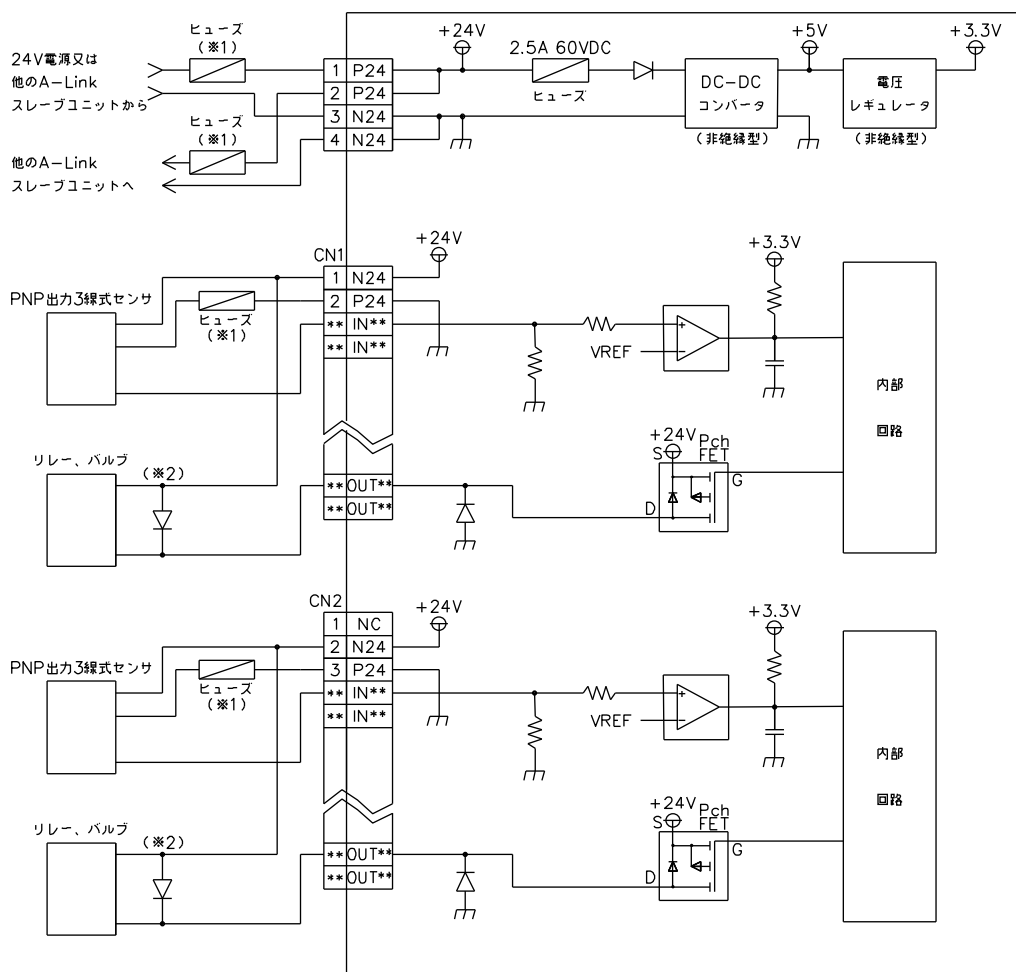 24V電源又は
他のA-Link
スレーブユニットから
ヒューズ
(※1)
ヒューズ
(※1)
他のA-Link
スレーブユニットへ
1 P24
2 P24
3 N24
4 N24
+24V
2.5A 60VDC
ヒューズ
DC-DC
コンバータ
(非絶縁型)
+5V
電圧
レギュレータ
(非絶縁型)
+3.3V
CN1
1 N24
2 P24
** IN**
** IN**
+24V
PNP出力3線式センサ
ヒューズ
(※1)
VREF
+
−
+3.3V
内部
回路
リレー、バルブ
(※2)
** OUT**
** OUT**
+24V
S
Pch
FET
G
D
CN2
1 NC
2 N24
3 P24
** IN**
** IN**
+24V
PNP出力3線式センサ
ヒューズ
(※1)
VREF
+
−
+3.3V
内部
回路
リレー、バルブ
(※2)
** OUT**
** OUT**
+24V
S
Pch
FET
G
D